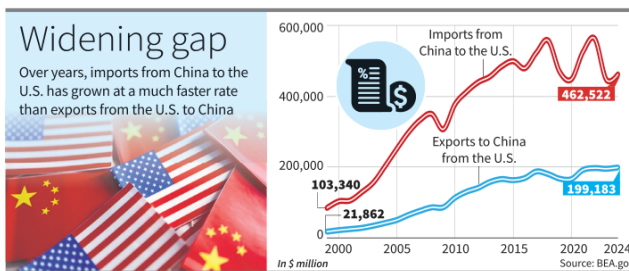 Widening gap
Over years, imports from China to the
U.S. has grown at a much faster rate
than exports from the U.S. to China
600,000
400,000
200,000
0
%
$
Imports from
China to the U.S.
462,522
Exports to China
from the U.S.
199,183
103,340
21,862
2000
2005
2010
2015
2020
2024
In $ million
Source: BEA.go